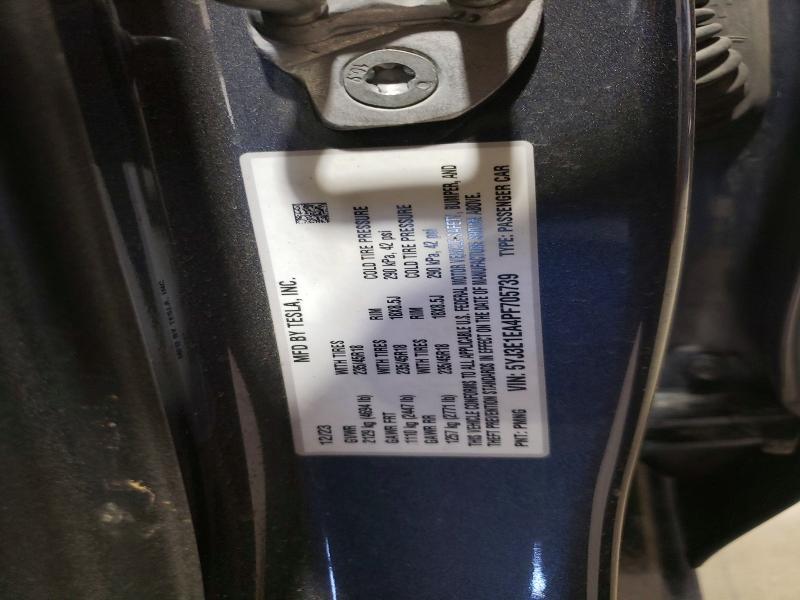 MFD BY TESLA, INC.
12/23
GVWR WITH TIRES RIM COLD TIRE PRESSURE
2129 kg (4694 lb) 235/45R18 18X8.5J 290 kPa, 42 psi
GAWR FRT WITH TIRES RIM COLD TIRE PRESSURE
1110 kg (2447 lb) 235/45R18 18X8.5J 290 kPa, 42 psi
GAWR RR WITH TIRES
1257 kg (2771 lb) 235/45R18
THIS VEHICLE CONFORMS TO ALL APPLICABLE U.S. FEDERAL MOTOR VEHICLE SAFETY, BUMPER, AND
THEFT PREVENTION STANDARDS IN EFFECT ON THE DATE OF MANUFACTURE SHOWN ABOVE.
VIN: 5YJ3E1EA4PF705739 TYPE: PASSENGER CAR
PNT: PMNG
10.9